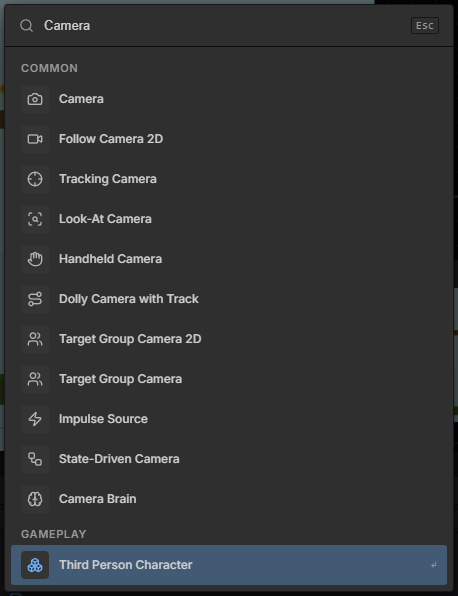 Camera
Esc
COMMON
Camera
Follow Camera 2D
Tracking Camera
Look-At Camera
Handheld Camera
Dolly Camera with Track
Target Group Camera 2D
Target Group Camera
Impulse Source
State-Driven Camera
Camera Brain
GAMEPLAY
Third Person Character